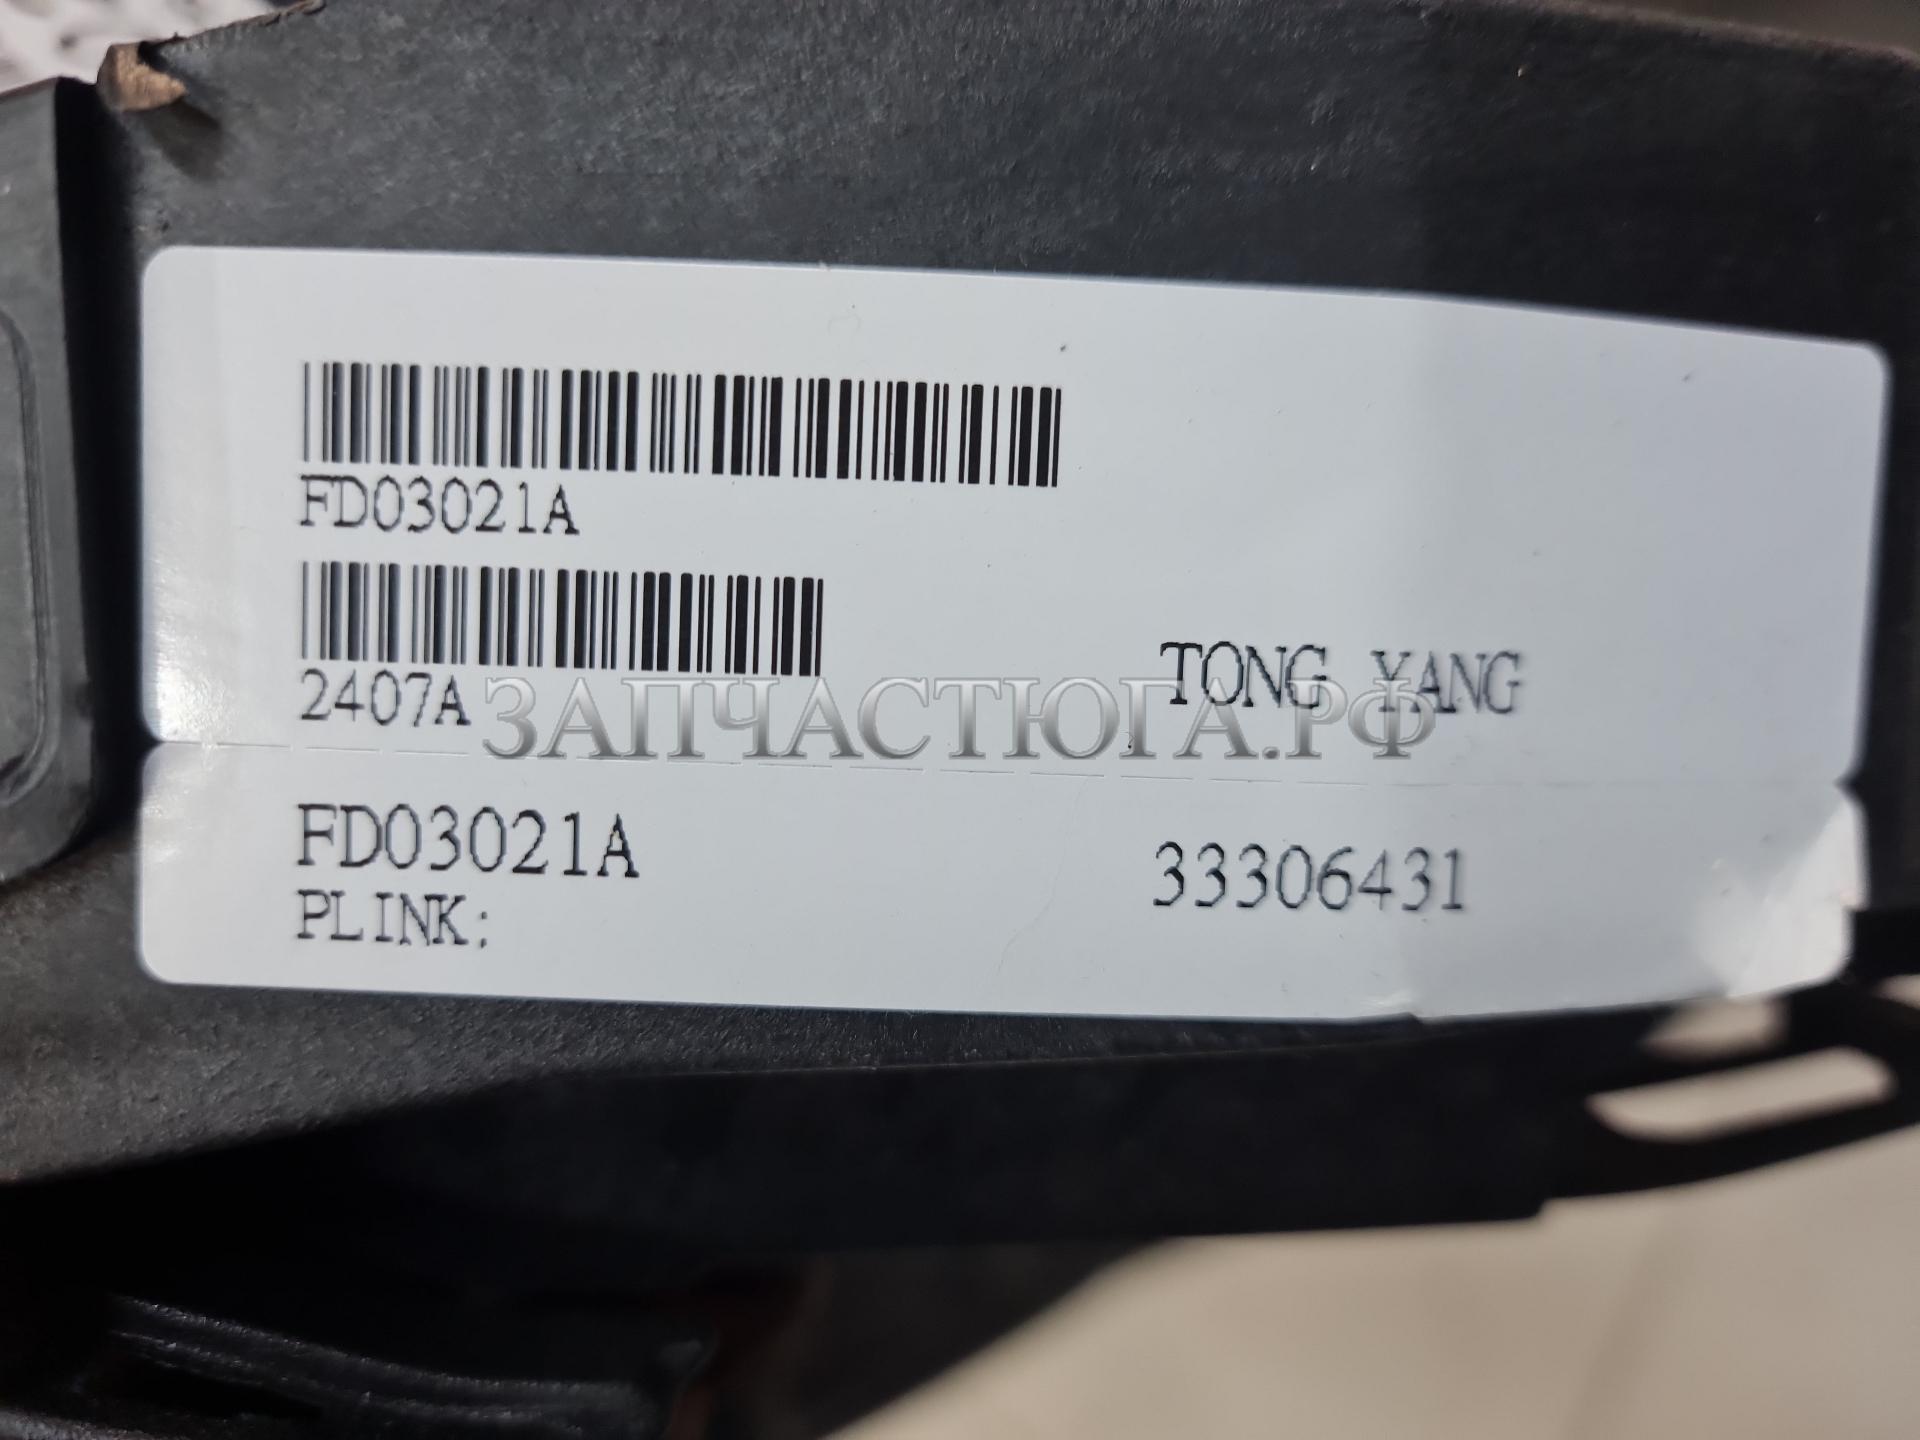 FD03021A
2407A
TONG YANG
ЗАПЧАСТЮГА.РФ
FD03021A
33306431
PLINK: